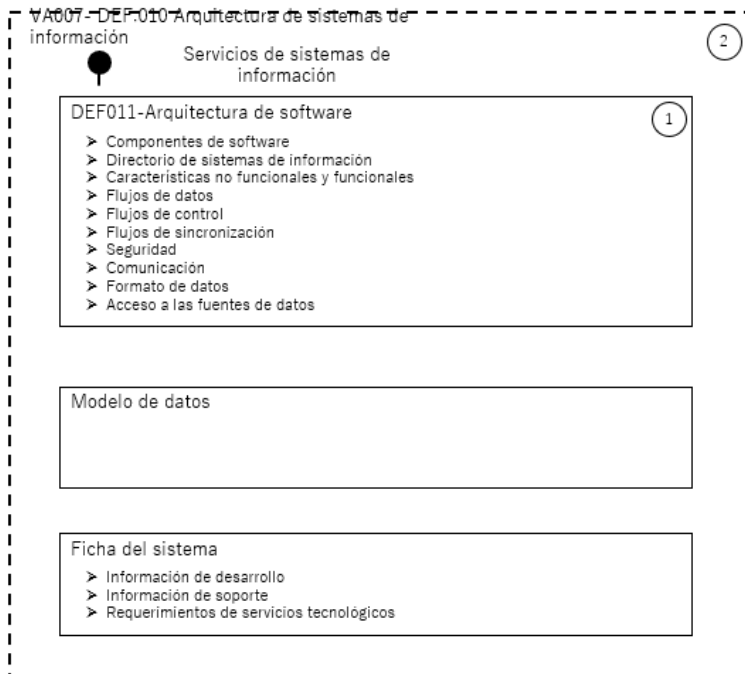 VA007- DEF.010 Arquitectura de sistemas de
información
2
Servicios de sistemas de
información
DEF011-Arquitectura de software
1
➤ Componentes de software
➤ Directorio de sistemas de información
➤ Características no funcionales y funcionales
➤ Flujos de datos
➤ Flujos de control
➤ Flujos de sincronización
➤ Seguridad
➤ Comunicación
➤ Formato de datos
➤ Acceso a las fuentes de datos
Modelo de datos
Ficha del sistema
➤ Información de desarrollo
➤ Información de soporte
➤ Requerimientos de servicios tecnológicos